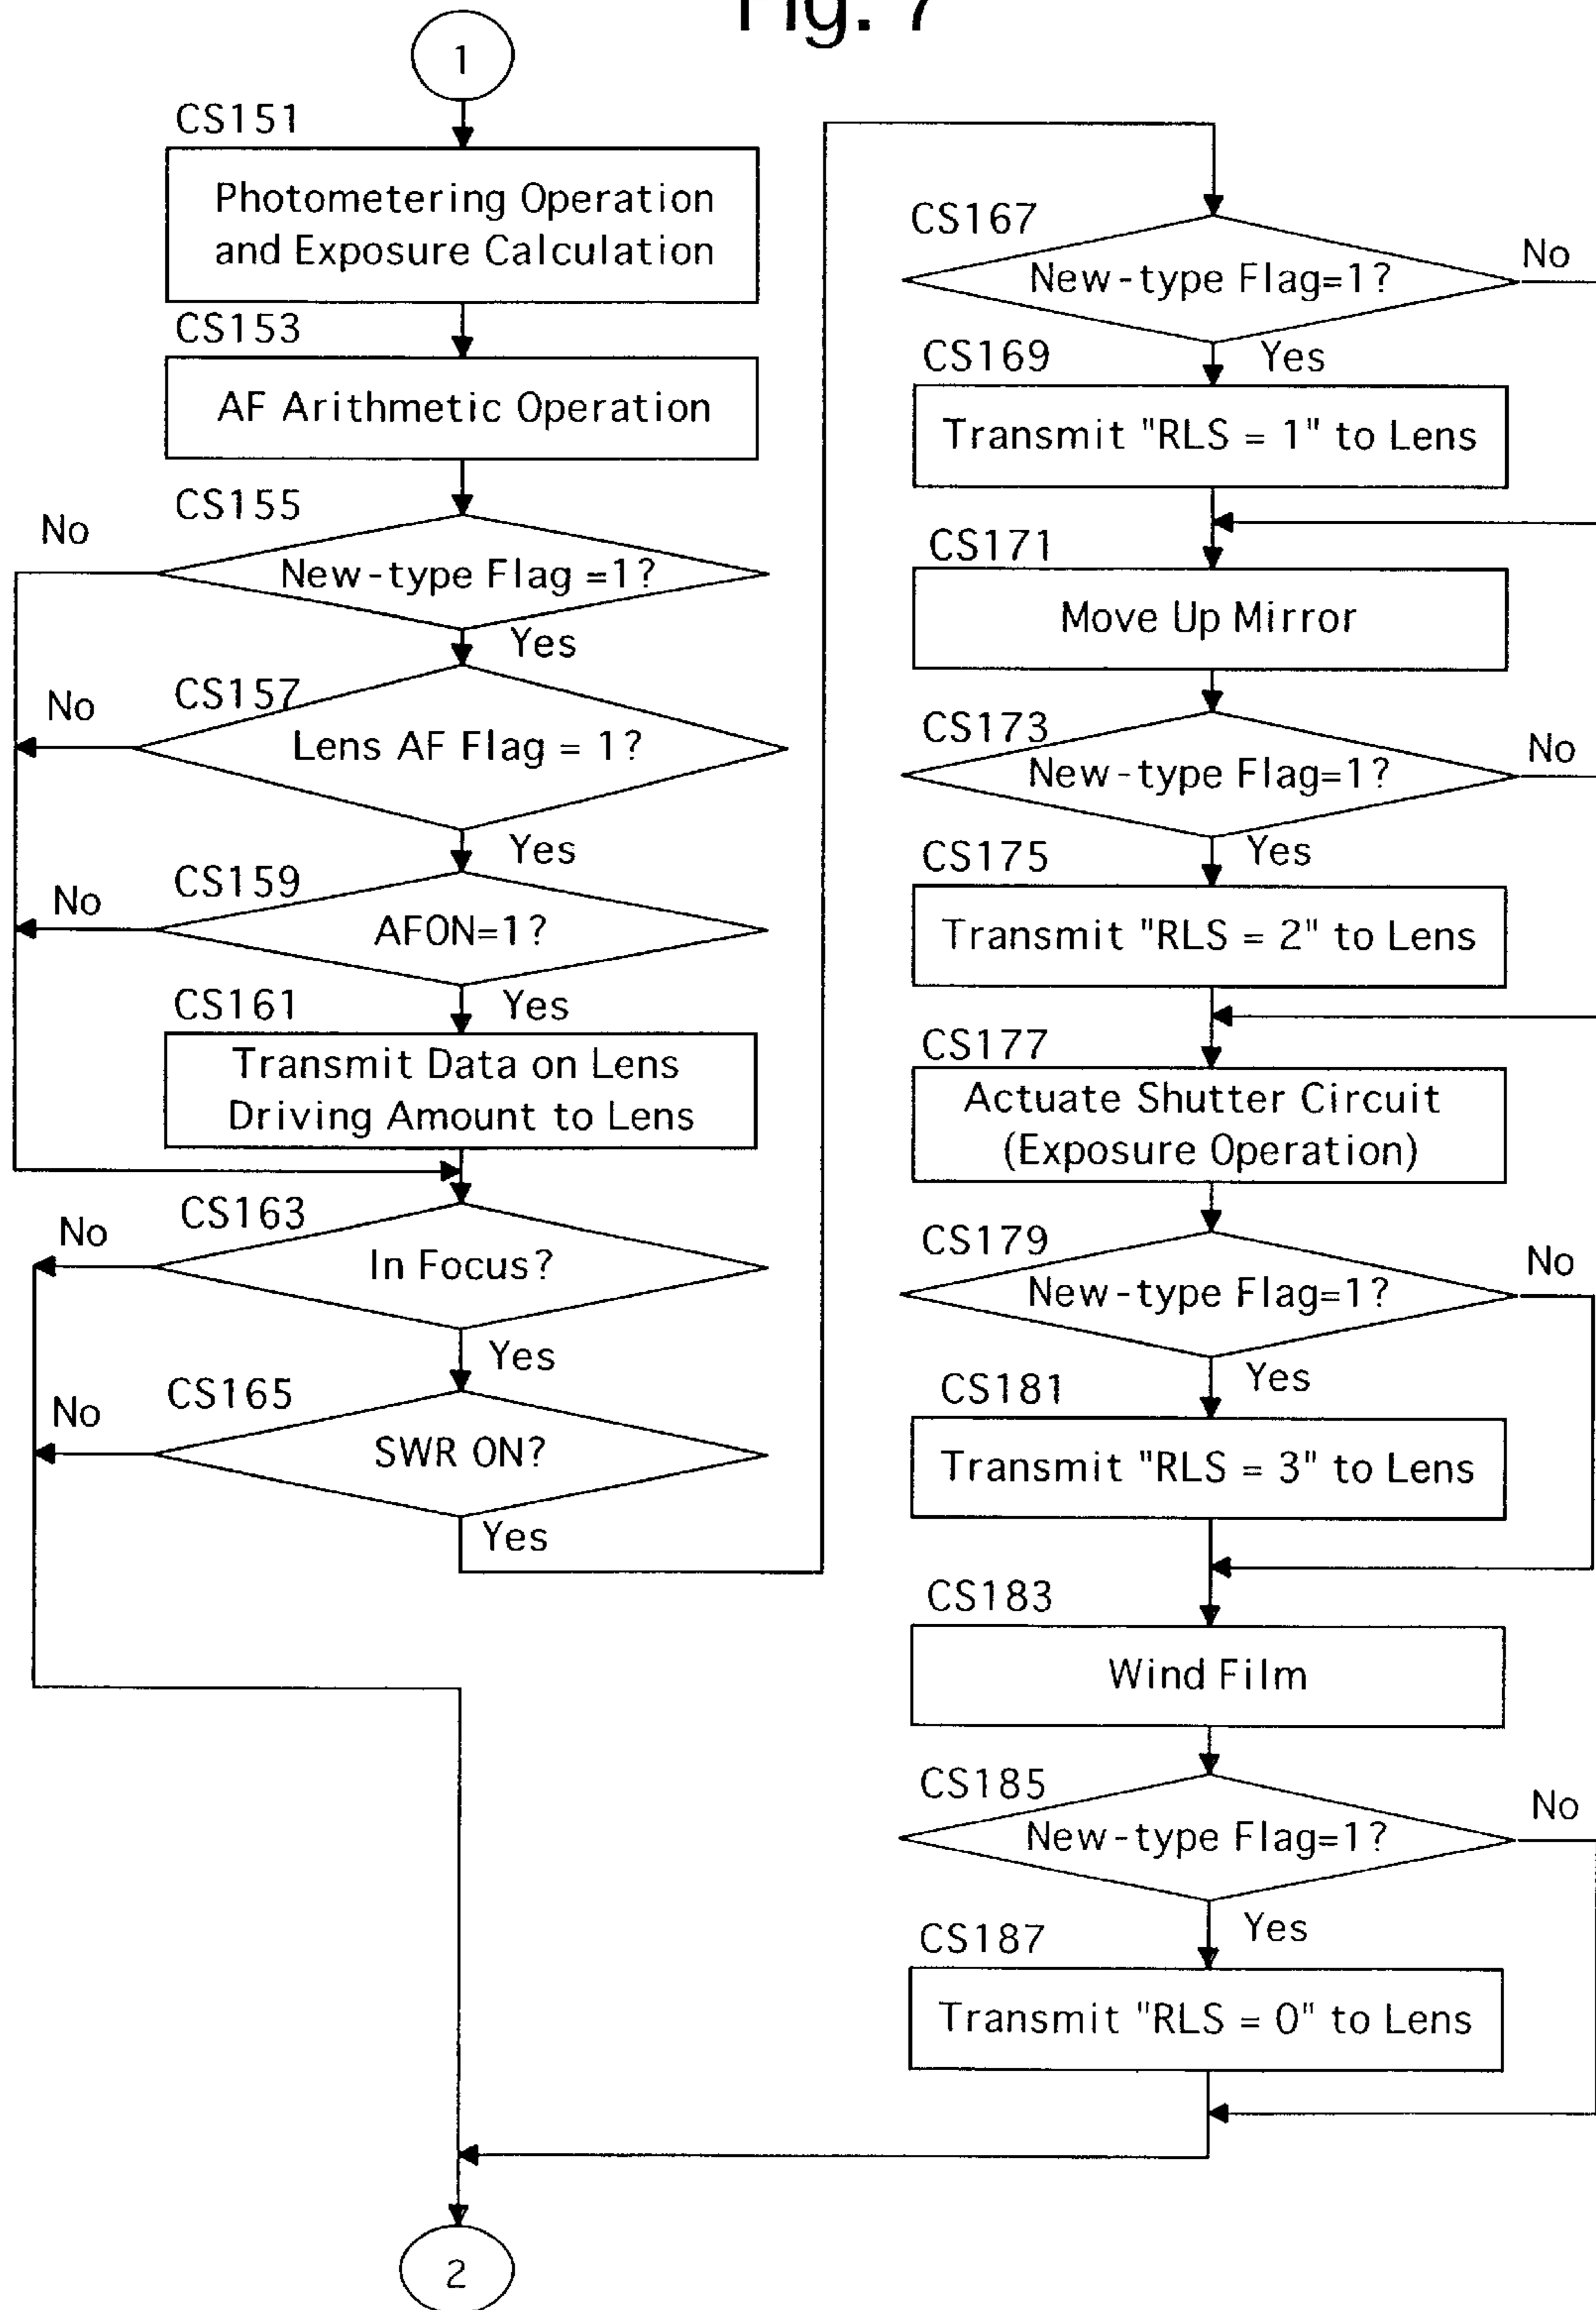 Fig. 7
1
CS151
Photometering Operation
and Exposure Calculation
CS153
AF Arithmetic Operation
CS155
No
New-type Flag =1?
Yes
CS157
No
Lens AF Flag = 1?
Yes
CS159
No
AFON=1?
Yes
CS161
Transmit Data on Lens
Driving Amount to Lens
CS163
No
In Focus?
Yes
CS165
No
SWR ON?
Yes
CS167
No
New-type Flag=1?
Yes
CS169
Transmit "RLS = 1" to Lens
CS171
Move Up Mirror
CS173
No
New-type Flag=1?
Yes
CS175
Transmit "RLS = 2" to Lens
CS177
Actuate Shutter Circuit
(Exposure Operation)
CS179
No
New-type Flag=1?
Yes
CS181
Transmit "RLS = 3" to Lens
CS183
Wind Film
CS185
No
New-type Flag=1?
Yes
CS187
Transmit "RLS = 0" to Lens
2